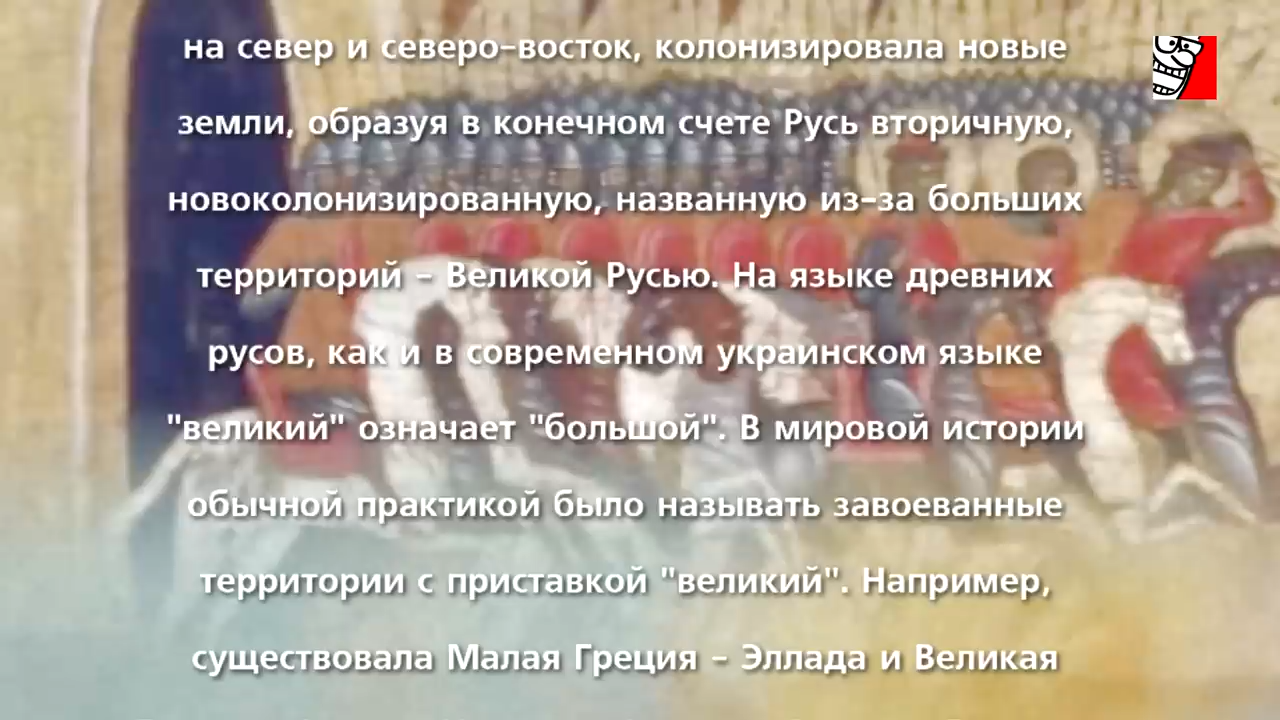 на север и северо-восток, колонизировала новые
земли, образуя в конечном счете Русь вторичную,
новоколонизированную, названную из-за больших
территорий - Великой Русью. На языке древних
русов, как и в современном украинском языке
"великий" означает "большой". В мировой истории
обычной практикой было называть завоеванные
территории с приставкой "великий". Например,
существовала Малая Греция - Эллада и Великая